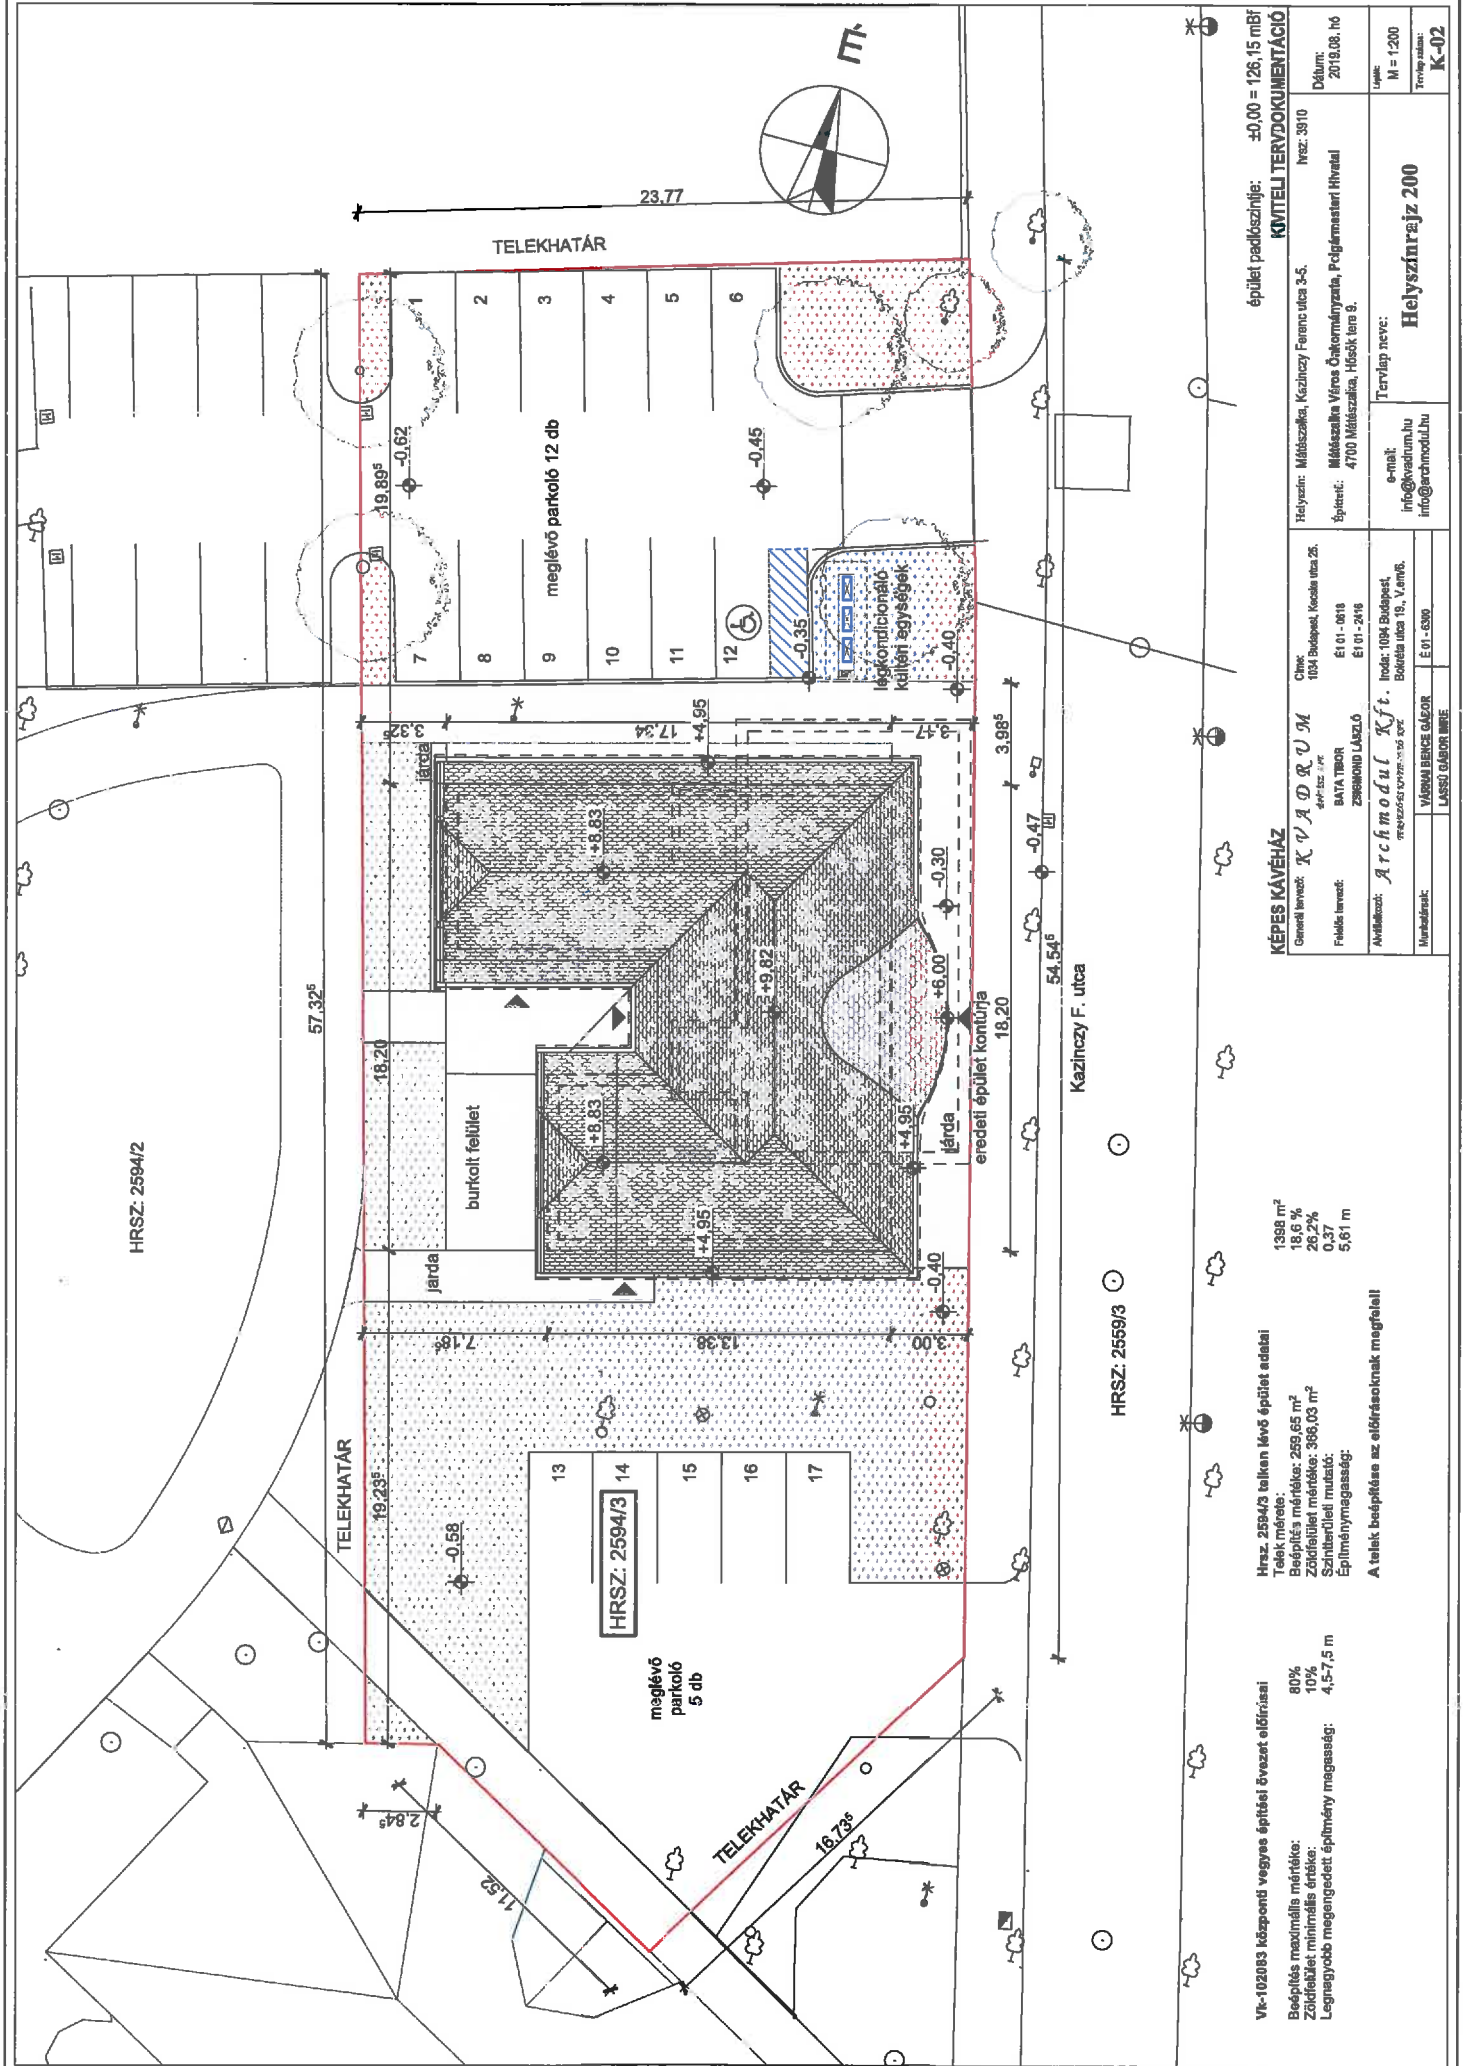 HRSZ: 2594/2
57,32⁵
TELEKHATÁR
19,23⁵
18,20
19,89⁵
járda
burkolt felület
járda
-0,58
2,84⁵
11,52
16,73⁵
TELEKHATÁR
meglévő
parkoló
5 db
HRSZ: 2594/3
13
14
15
16
17
7,18⁵
13,38
3,00
+8,83
+8,83
+9,82
+4,95
+4,95
+4,95
+6,00
-0,40
-0,30
járda
eredeti épület kontúrja
3,32⁵
17,34
3,17
7
8
9
10
11
12
meglévő parkoló 12 db
1
2
3
4
5
6
-0,62
-0,45
-0,35
-0,40
légkondicionáló
kültéri egységek
TELEKHATÁR
23,77
É
18,20
3,98⁵
-0,47
54,54⁵
Kazinczy F. utca
HRSZ: 2559/3
épület padlószintje: ±0,00 = 126,15 mBf
KIVITELI TERVDOKUMENTÁCIÓ
Vk-102083 központi vegyes építési övezet előírásai
Beépítés maximális mértéke: 80%
Zöldfelület minimális értéke: 10%
Legnagyobb megengedett építmény magasság: 4,5-7,5 m
Hrsz. 2594/3 telken lévő épület adatai
Telek mérete: 1398 m²
Beépítés mértéke: 259,65 m² 18,6 %
Zöldfelület mértéke: 366,03 m² 26,2%
Szintterületi mutató: 0,37
Építménymagasság: 5,61 m
A telek beépítése az előírásoknak megfelel!
KÉPES KÁVÉHÁZ
Generál tervező: KVADRUM
Címe:
1034 Budapest, Kecske utca 25.
Felelős tervező: BATA TIBOR É1 01 - 0618
ZSIGMOND LÁSZLÓ É1 01 - 2416
Alvállalkozó: Archmodul Kft.
Iroda: 1094 Budapest,
Bokréta utca 19., V.em/6.
Munkatársak: VÁRNAI BENCE GÁBOR É 01 - 6300
LASSÚ GÁBOR IMRE
Helyszín: Mátészalka, Kazinczy Ferenc utca 3-5. hrsz: 3910
Építtető: Mátészalka Város Önkormányzata, Polgármesteri Hivatal
4700 Mátészalka, Hősök tere 9.
Dátum:
2019.08. hó
e-mail:
info@kvadrum.hu
info@archmodul.hu
Tervlap neve:
Helyszínrajz 200
Lépték:
M = 1:200
Tervlap száma:
K-02